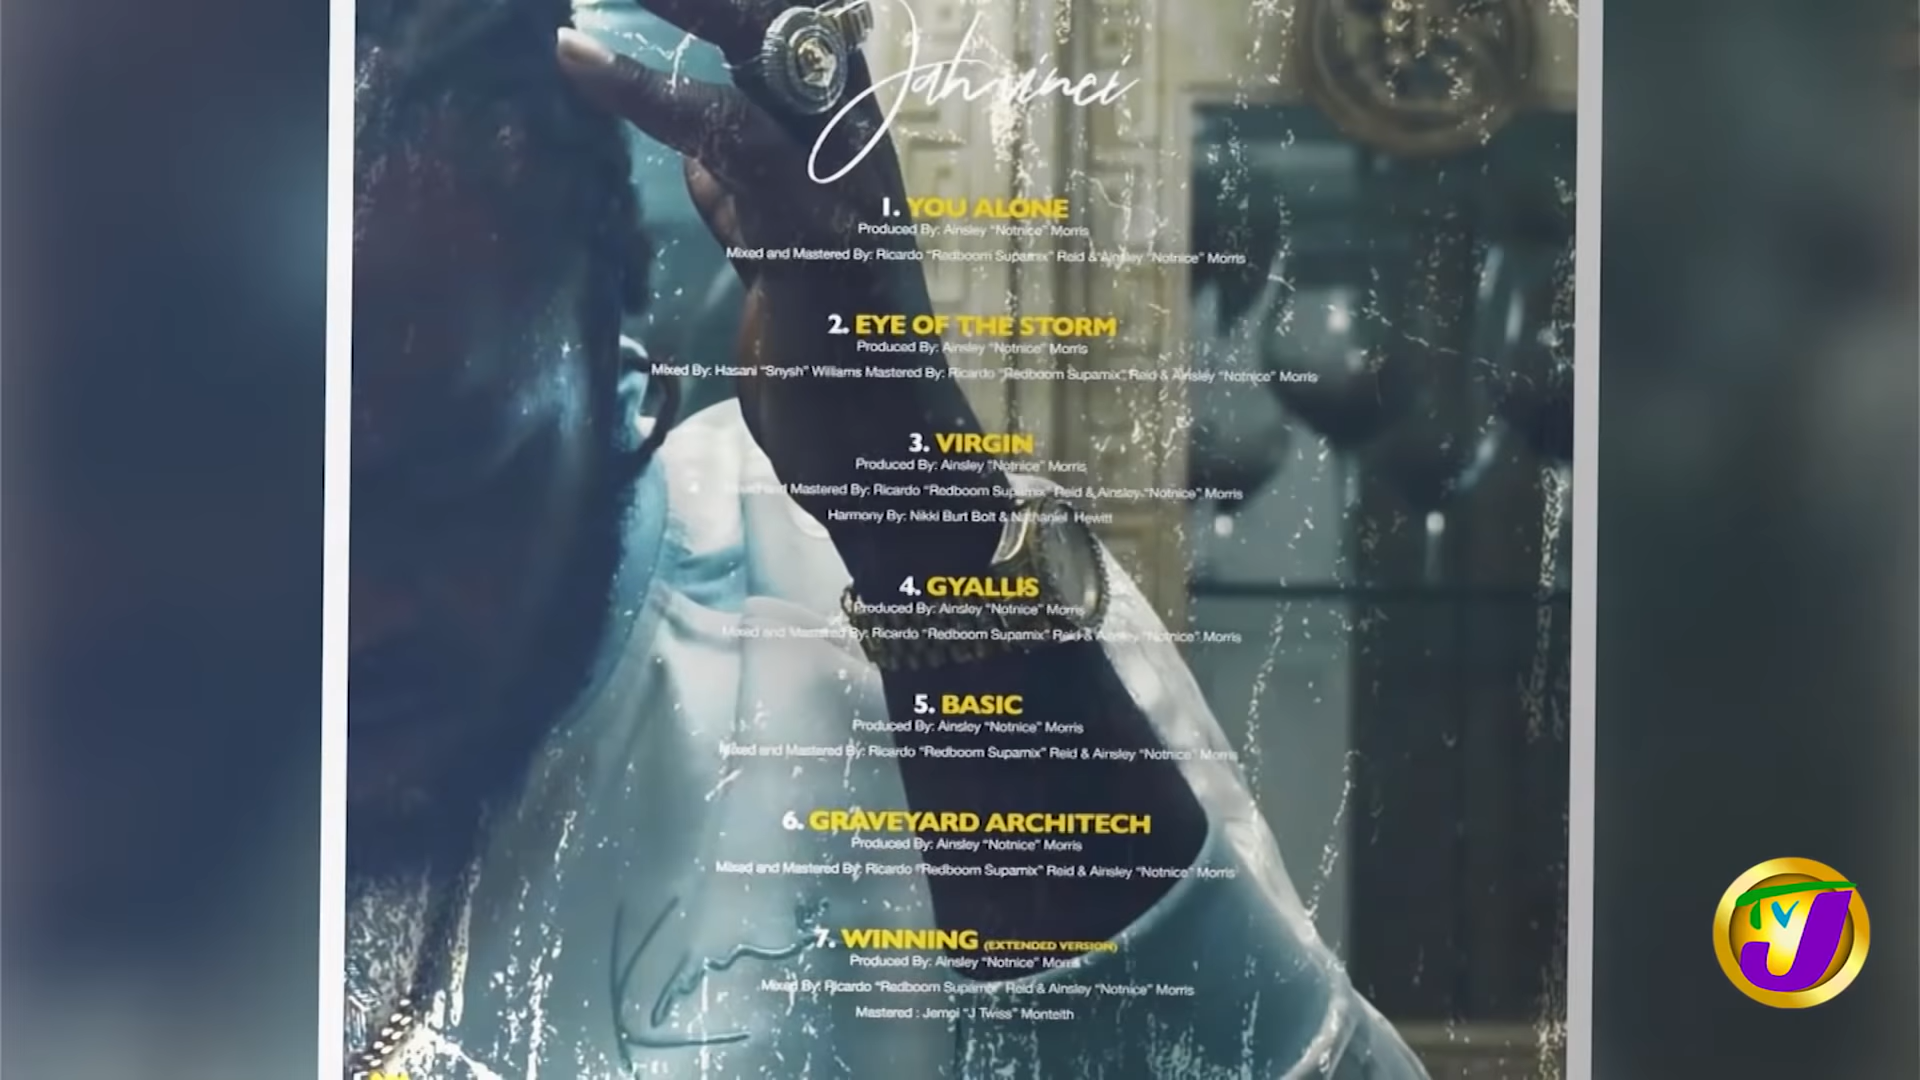 Jahvinci
1. YOU ALONE
Produced By: Ainsley "Notnice" Morris
Mixed and Mastered By: Ricardo "Redboom Supamix" Reid & Ainsley "Notnice" Morris
2. EYE OF THE STORM
Produced By: Ainsley "Notnice" Morris
Mixed By: Hasani "Snysh" Williams Mastered By: Ricardo "Redboom Supamix" Reid & Ainsley "Notnice" Morris
3. VIRGIN
Produced By: Ainsley "Notnice" Morris
Mixed and Mastered By: Ricardo "Redboom Supamix" Reid & Ainsley "Notnice" Morris
Harmony By: Nikki Burt Bolt & Nathaniel Hewitt
4. GYALLIS
Produced By: Ainsley "Notnice" Morris
Mixed and Mastered By: Ricardo "Redboom Supamix" Reid & Ainsley "Notnice" Morris
5. BASIC
Produced By: Ainsley "Notnice" Morris
Mixed and Mastered By: Ricardo "Redboom Supamix" Reid & Ainsley "Notnice" Morris
6. GRAVEYARD ARCHITECH
Produced By: Ainsley "Notnice" Morris
Mixed and Mastered By: Ricardo "Redboom Supamix" Reid & Ainsley "Notnice" Morris
7. WINNING (EXTENDED VERSION)
Produced By: Ainsley "Notnice" Morris
Mixed By: Ricardo "Redboom Supamix" Reid & Ainsley "Notnice" Morris
Mastered : Jemoi "J Twiss" Monteith
TVJ